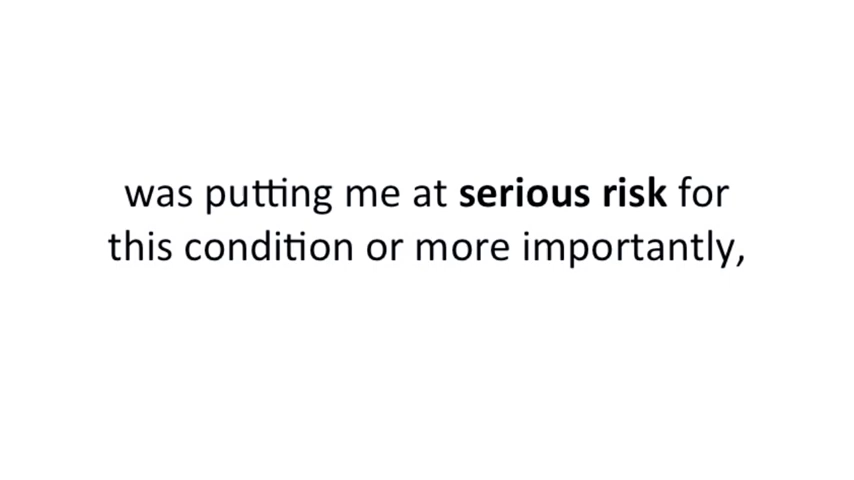 was putting me at serious risk for
this condition or more importantly,